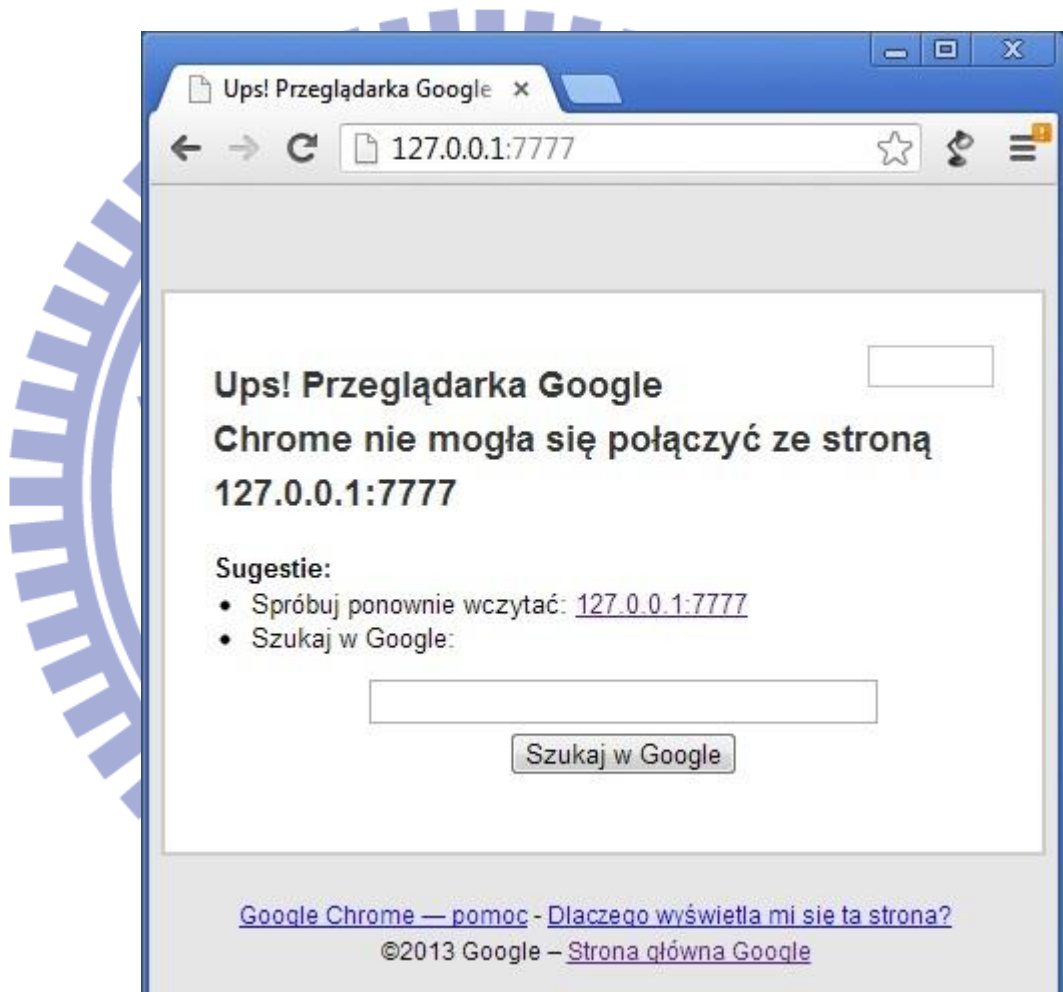 Ups! Przeglądarka Google
127.0.0.1:7777
Ups! Przeglądarka Google
Chrome nie mogła się połączyć ze stroną
127.0.0.1:7777
Sugestie:
• Spróbuj ponownie wczytać: 127.0.0.1:7777
• Szukaj w Google:
Szukaj w Google
Google Chrome — pomoc - Dlaczego wyświetla mi się ta strona?
©2013 Google – Strona główna Google